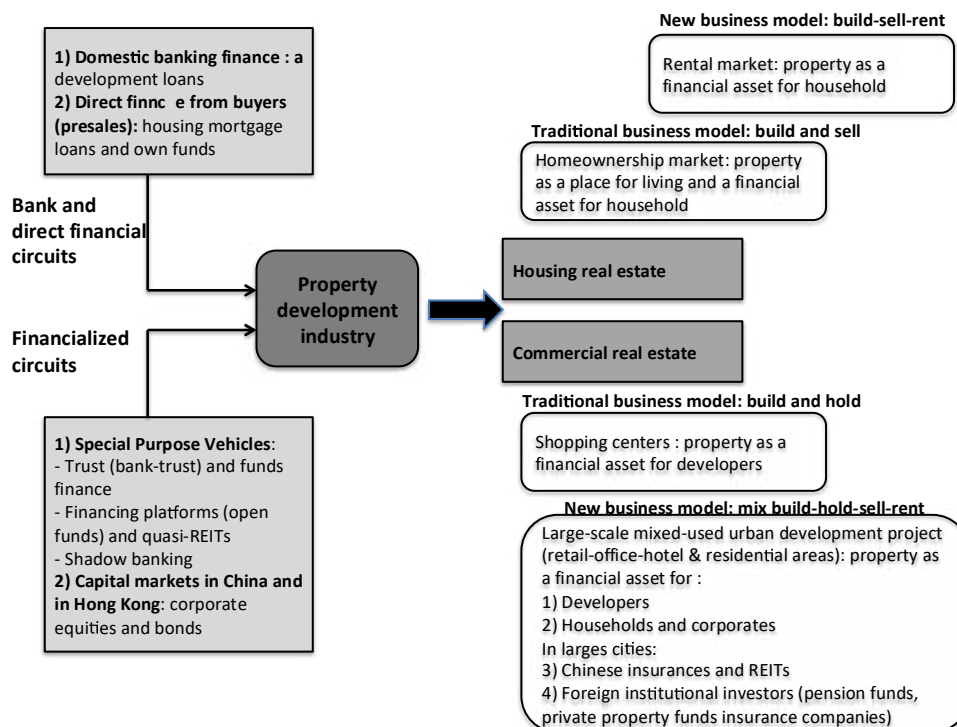 1) Domestic banking finance : a
development loans
2) Direct finnc e from buyers
(presales): housing mortgage
loans and own funds
Bank and
direct financial
circuits
Financialized
circuits
1) Special Purpose Vehicles:
- Trust (bank-trust) and funds
finance
- Financing platforms (open
funds) and quasi-REITs
- Shadow banking
2) Capital markets in China and
in Hong Kong: corporate
equities and bonds
Property
development
industry
New business model: build-sell-rent
Rental market: property as a
financial asset for household
Traditional business model: build and sell
Homeownership market: property
as a place for living and a financial
asset for household
Housing real estate
Commercial real estate
Traditional business model: build and hold
Shopping centers : property as a
financial asset for developers
New business model: mix build-hold-sell-rent
Large-scale mixed-used urban development project
(retail-office-hotel & residential areas): property as
a financial asset for :
1) Developers
2) Households and corporates
In larges cities:
3) Chinese insurances and REITs
4) Foreign institutional investors (pension funds,
private property funds insurance companies)